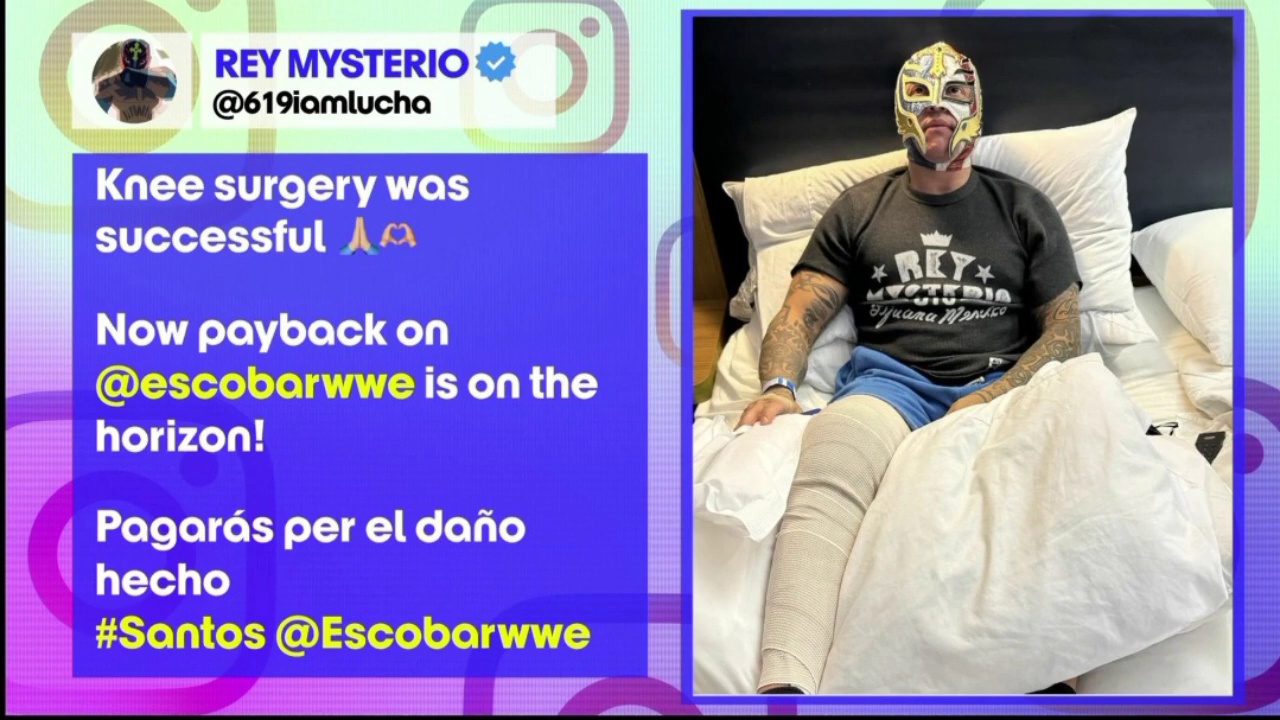 REY MYSTERIO
@619iamlucha
Knee surgery was
successful 🙏🏼🫶🏼
Now payback on
@escobarwwe is on the
horizon!
Pagarás per el daño
hecho
#Santos @Escobarwwe
REY
MYSTERIO
Tijuana Mexico